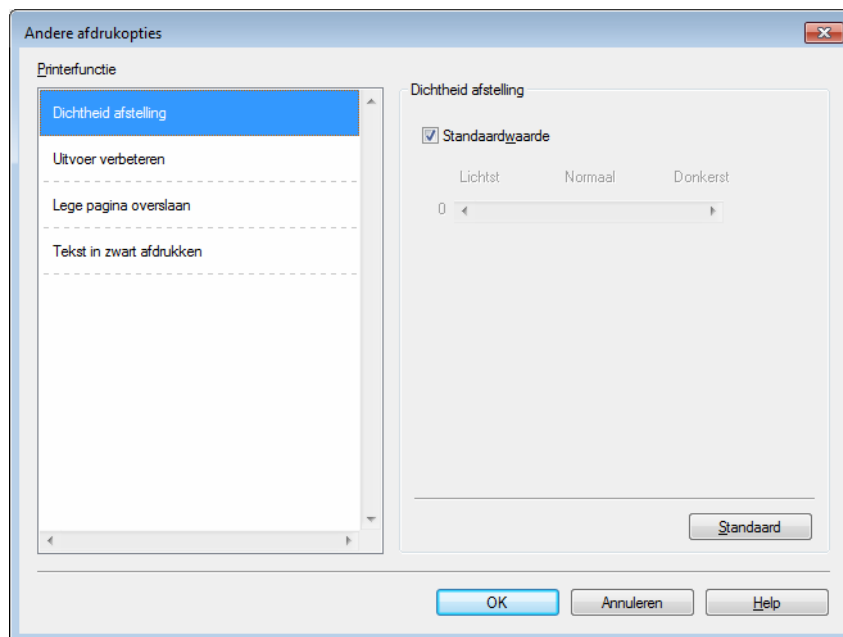 Andere afdrukopties
Printerfunctie
Dichtheid afstelling
Uitvoer verbeteren
Lege pagina overslaan
Tekst in zwart afdrukken
Dichtheid afstelling
Standaardwaarde
Lichtst Normaal Donkerst
0
Standaard
OK Annuleren Help